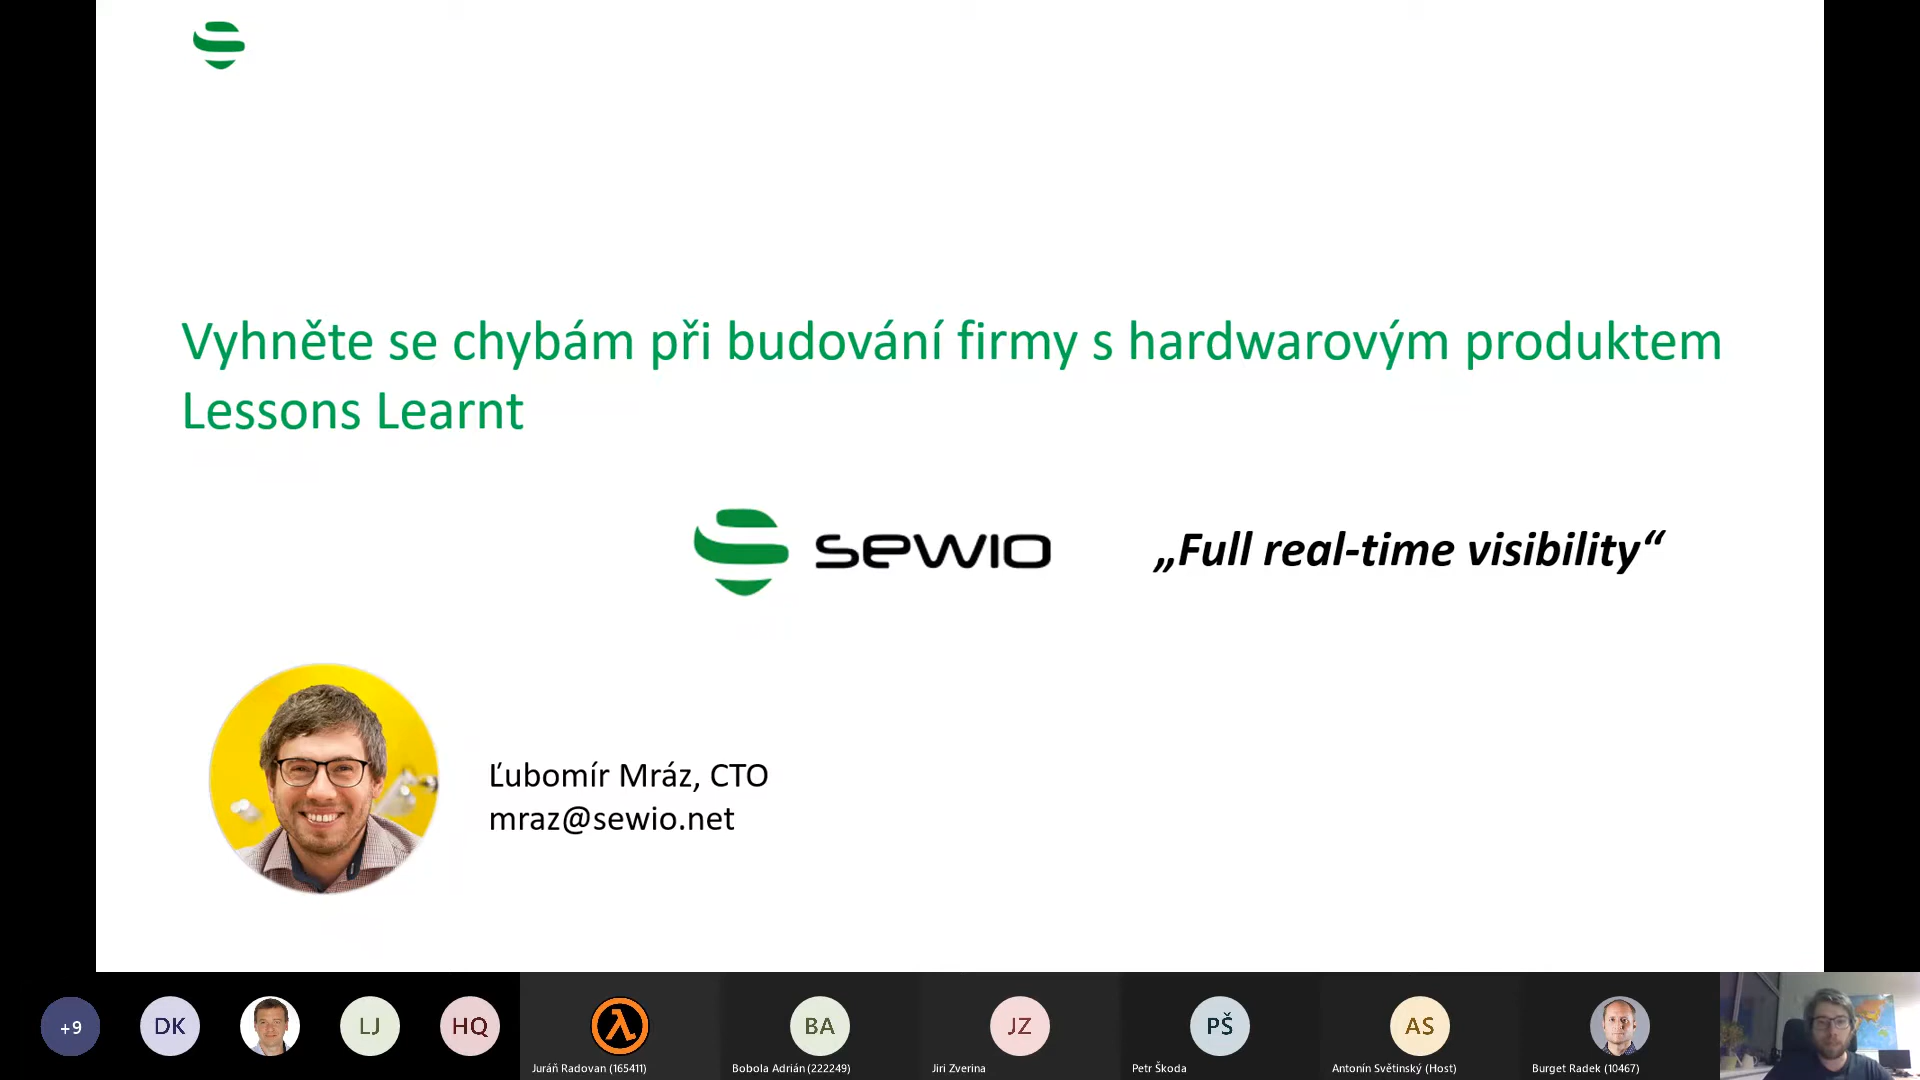 Vyhněte se chybám při budování firmy s hardwarovým produktem
Lessons Learnt
sewio
„Full real-time visibility“
Ľubomír Mráz, CTO
mraz@sewio.net
+9
DK
LJ
HQ
BA
JZ
PŠ
AS
Juráň Radovan (165411)
Bobola Adrián (222249)
Jiri Zverina
Petr Škoda
Antonín Světinský (Host)
Burget Radek (10467)